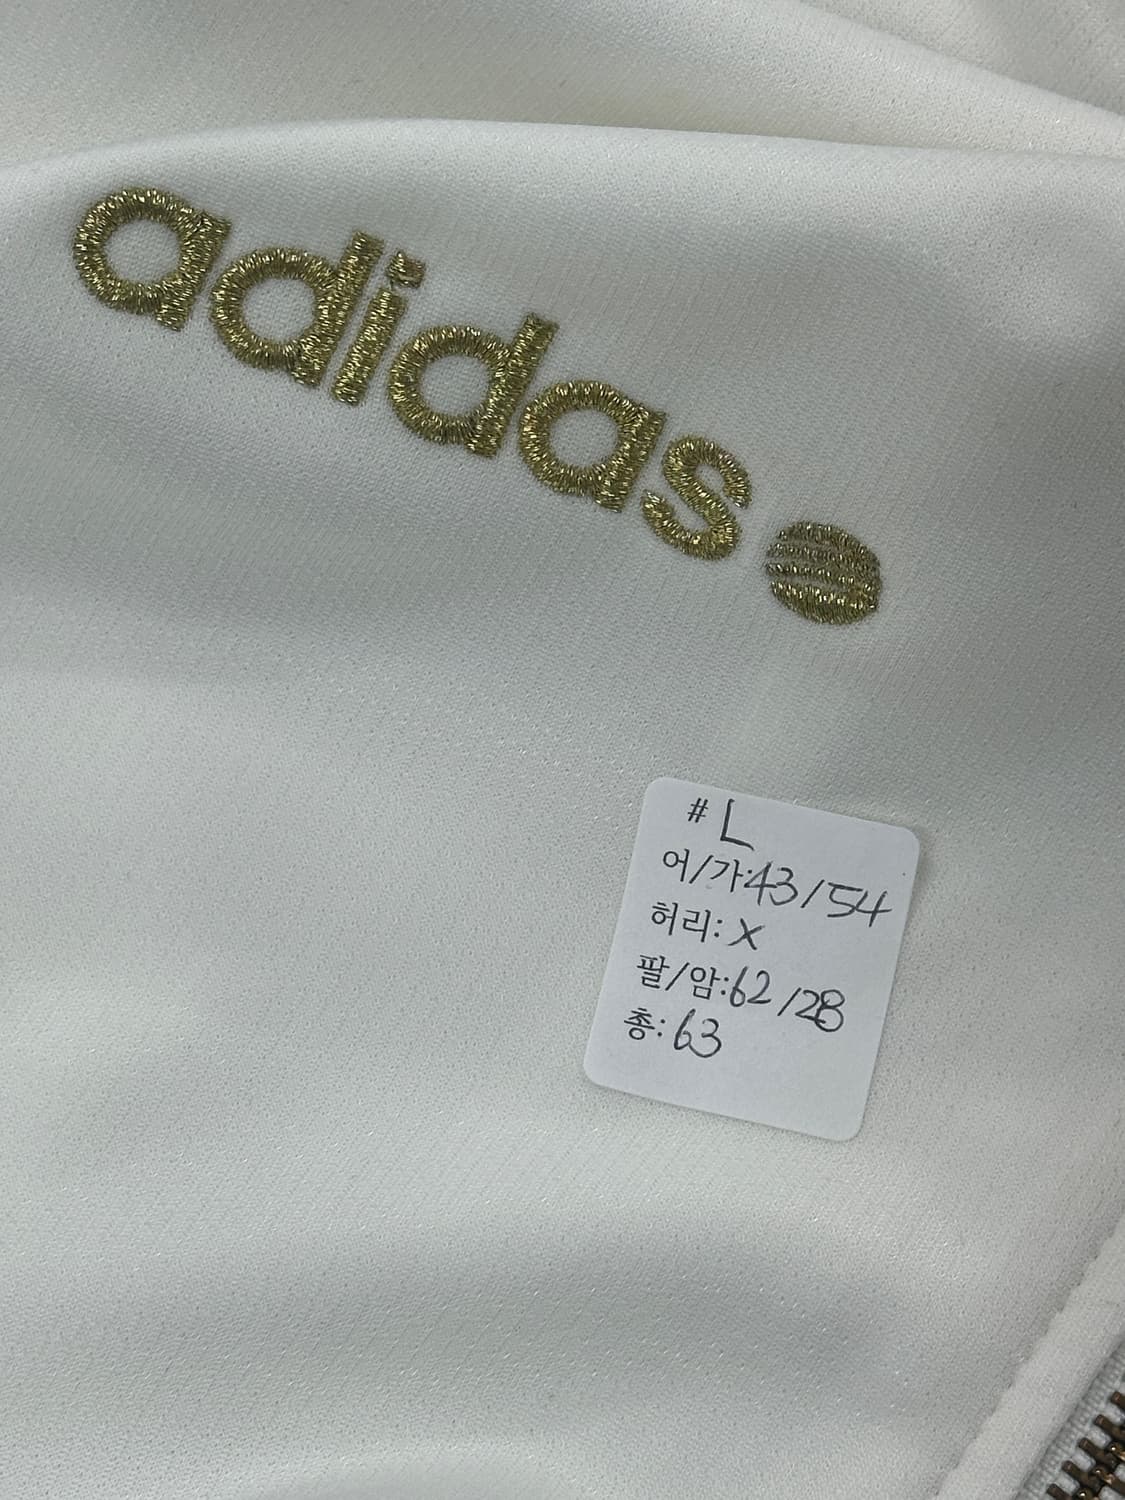 adidas
# L
어/가:43/54
허리: X
팔/암:62/28
총: 63